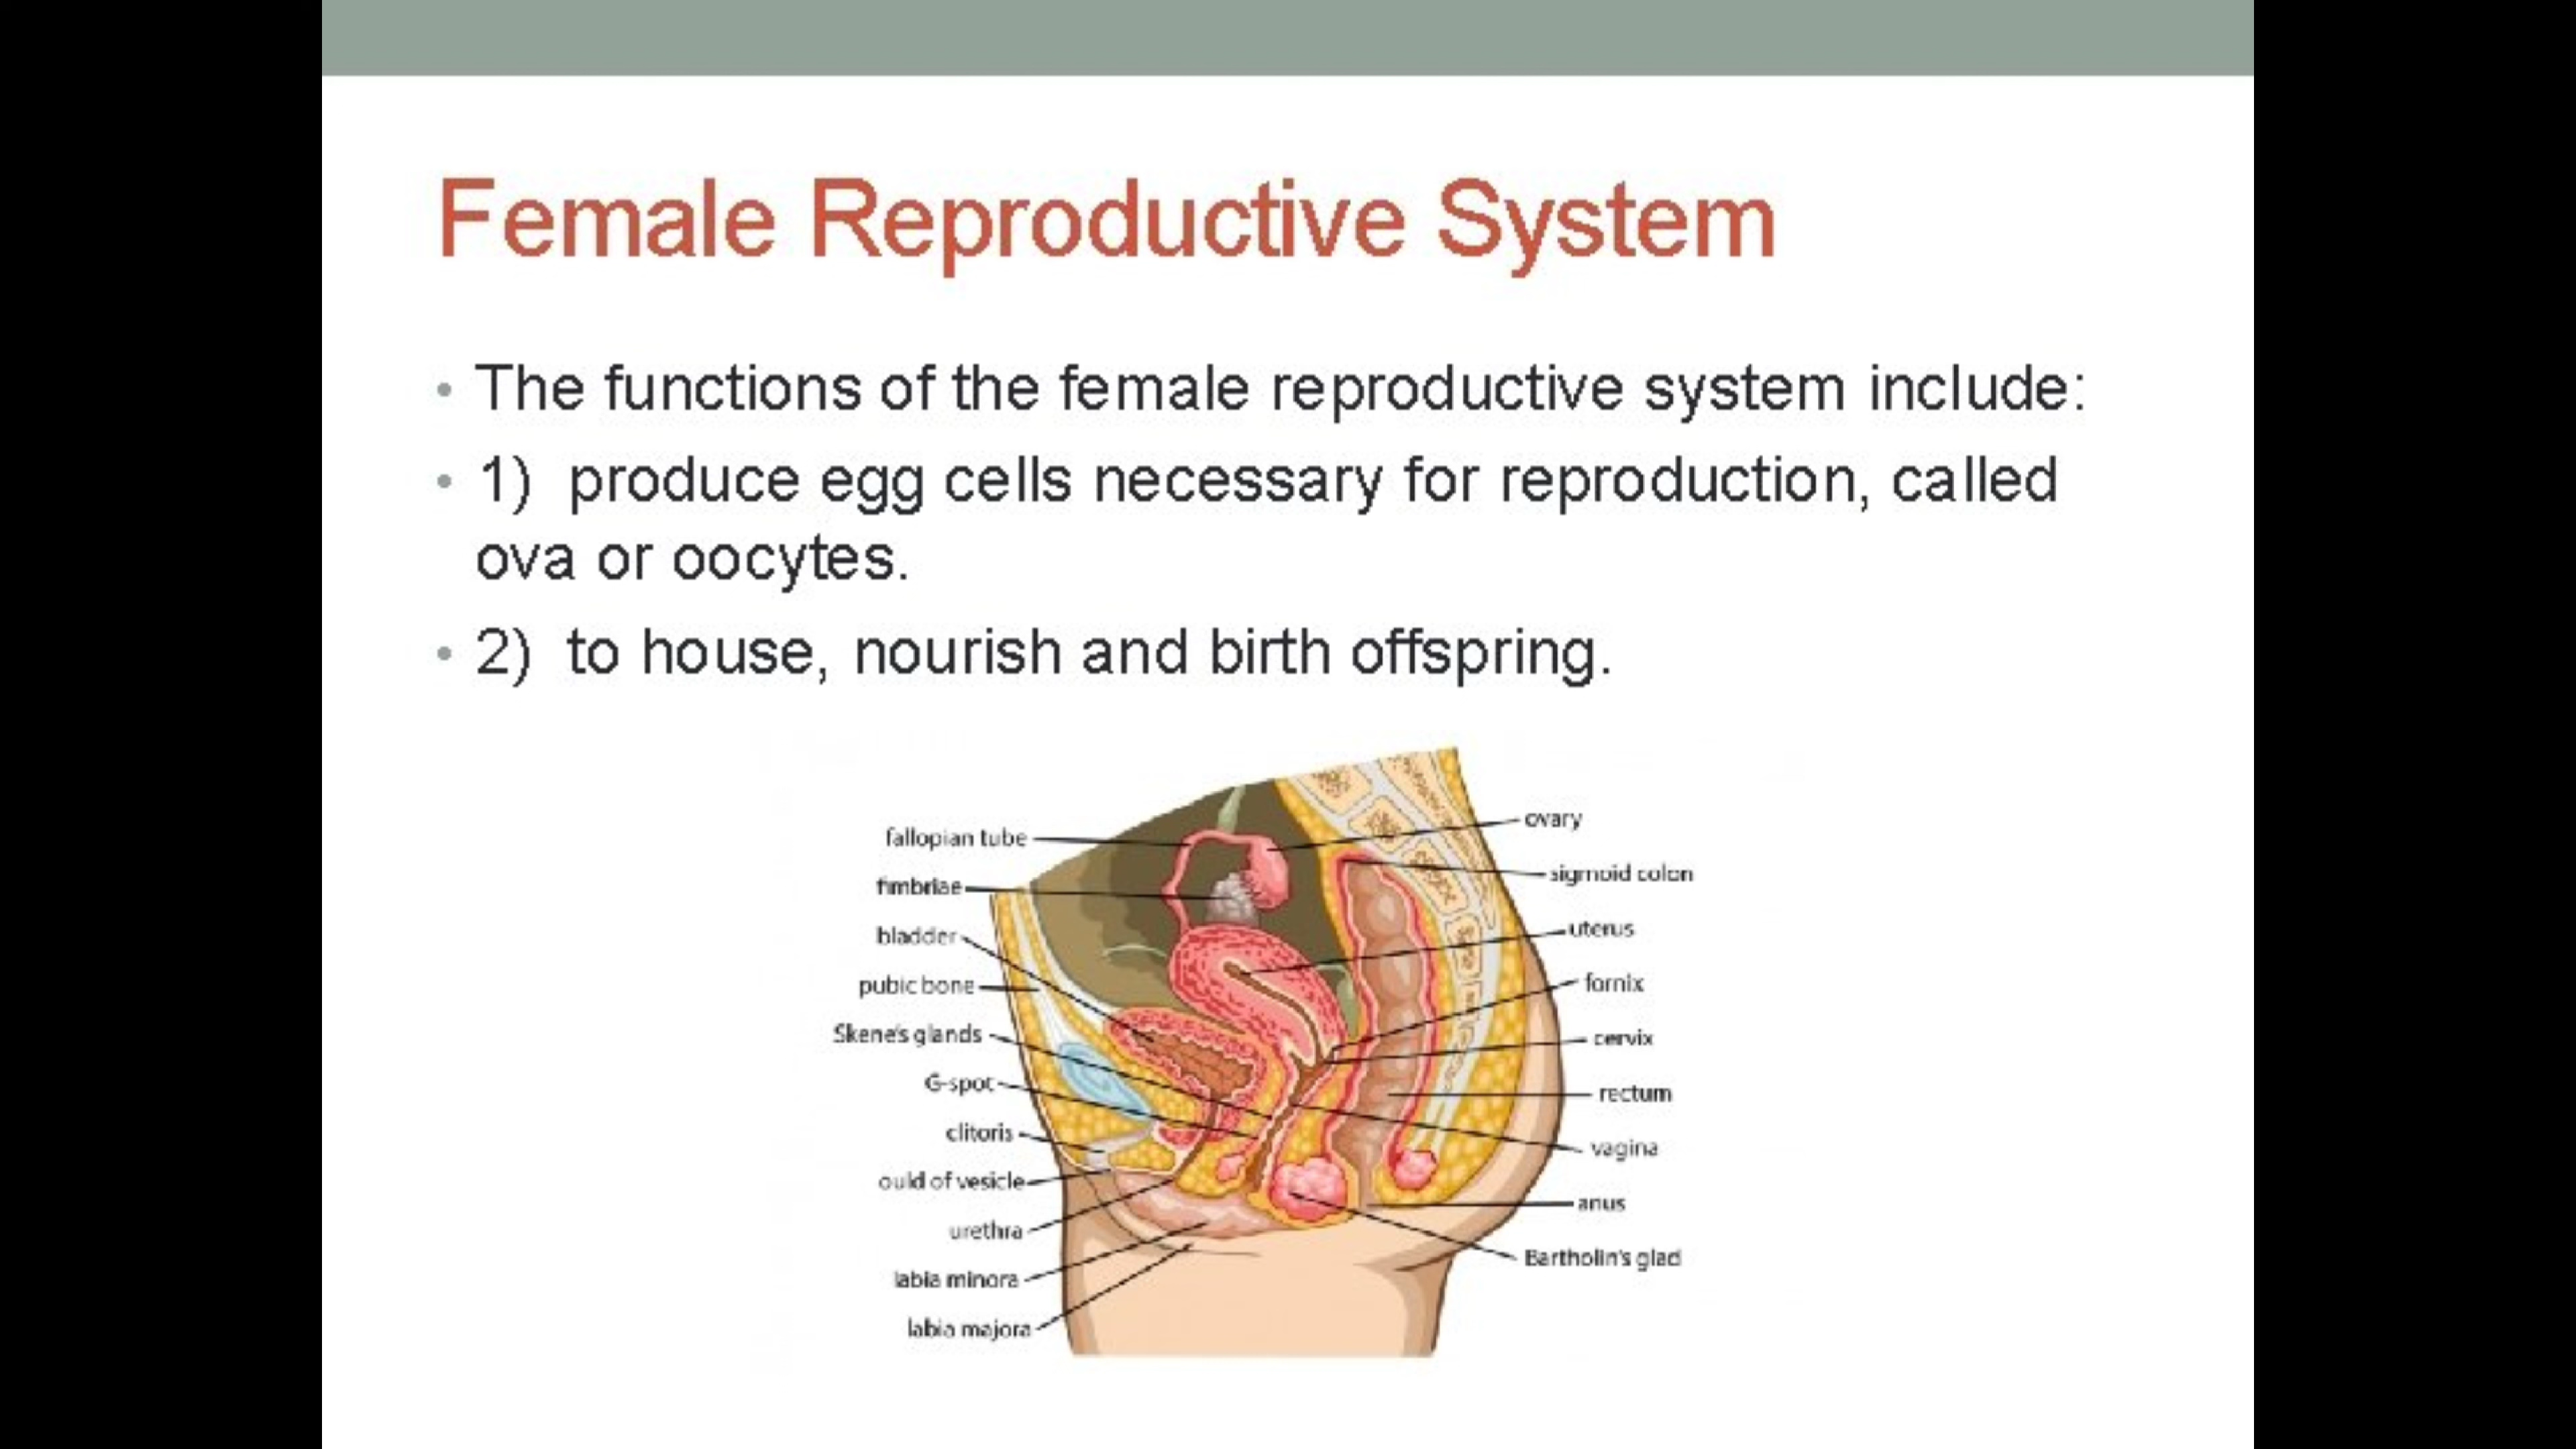 Female Reproductive System
• The functions of the female reproductive system include:
• 1) produce egg cells necessary for reproduction, called
ova or oocytes.
• 2) to house, nourish and birth offspring.
fallopian tube
fimbriae
bladder
pubic bone
Skene's glands
G-spot
clitoris
ould of vesicle
urethra
labia minora
labia majora
ovary
sigmoid colon
uterus
fornix
cervix
rectum
vagina
anus
Bartholin's glad